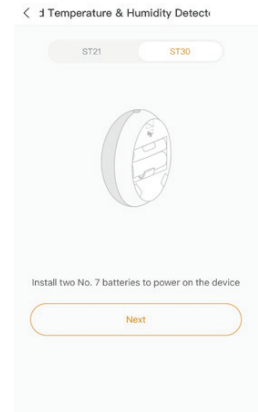 d Temperature & Humidity Detect
ST21 ST30
Install two No. 7 batteries to power on the device
Next